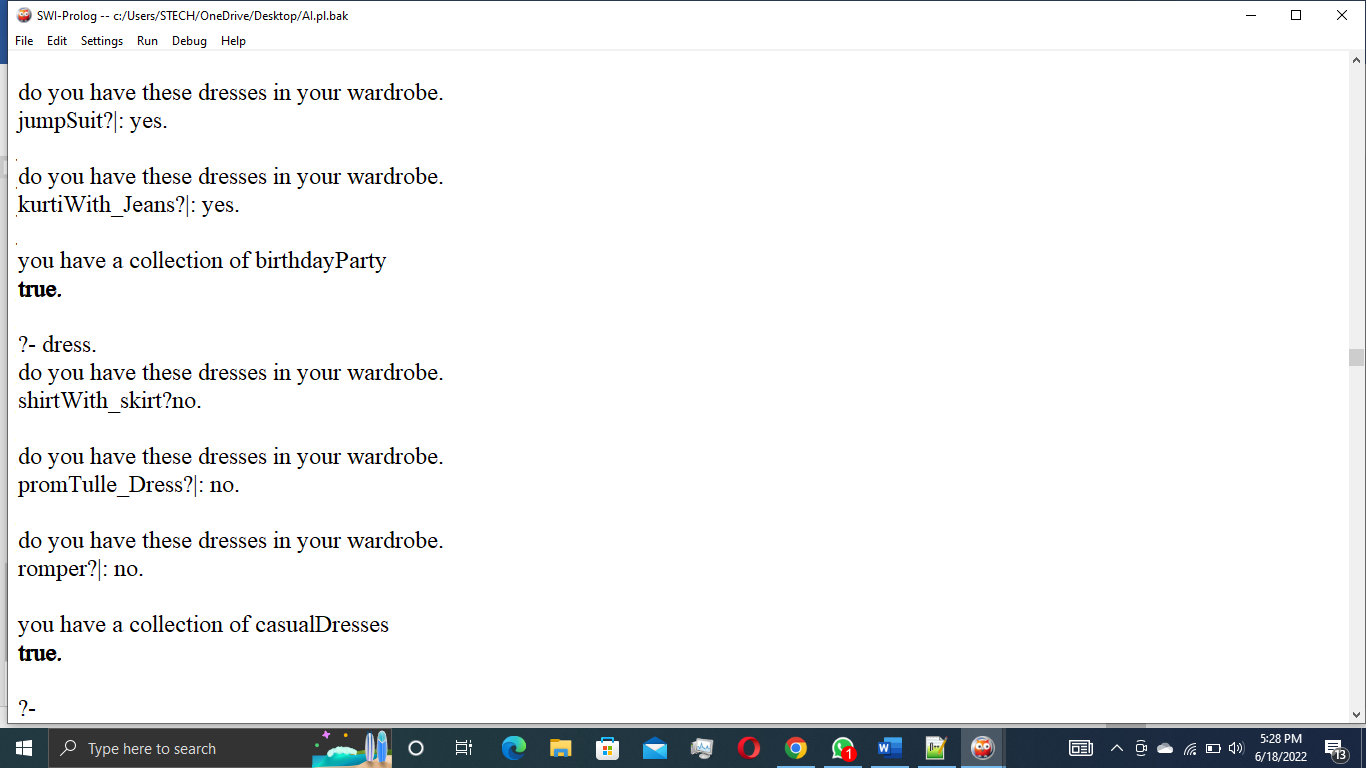 SWI-Prolog -- c:/Users/STECH/OneDrive/Desktop/AI.pl.bak
File Edit Settings Run Debug Help
do you have these dresses in your wardrobe.
jumpSuit?|: yes.
do you have these dresses in your wardrobe.
kurtiWith_Jeans?|: yes.
you have a collection of birthdayParty
true.
?- dress.
do you have these dresses in your wardrobe.
shirtWith_skirt?no.
do you have these dresses in your wardrobe.
promTulle_Dress?|: no.
do you have these dresses in your wardrobe.
romper?|: no.
you have a collection of casualDresses
true.
?-
Type here to search
1
5:28 PM
6/18/2022
13